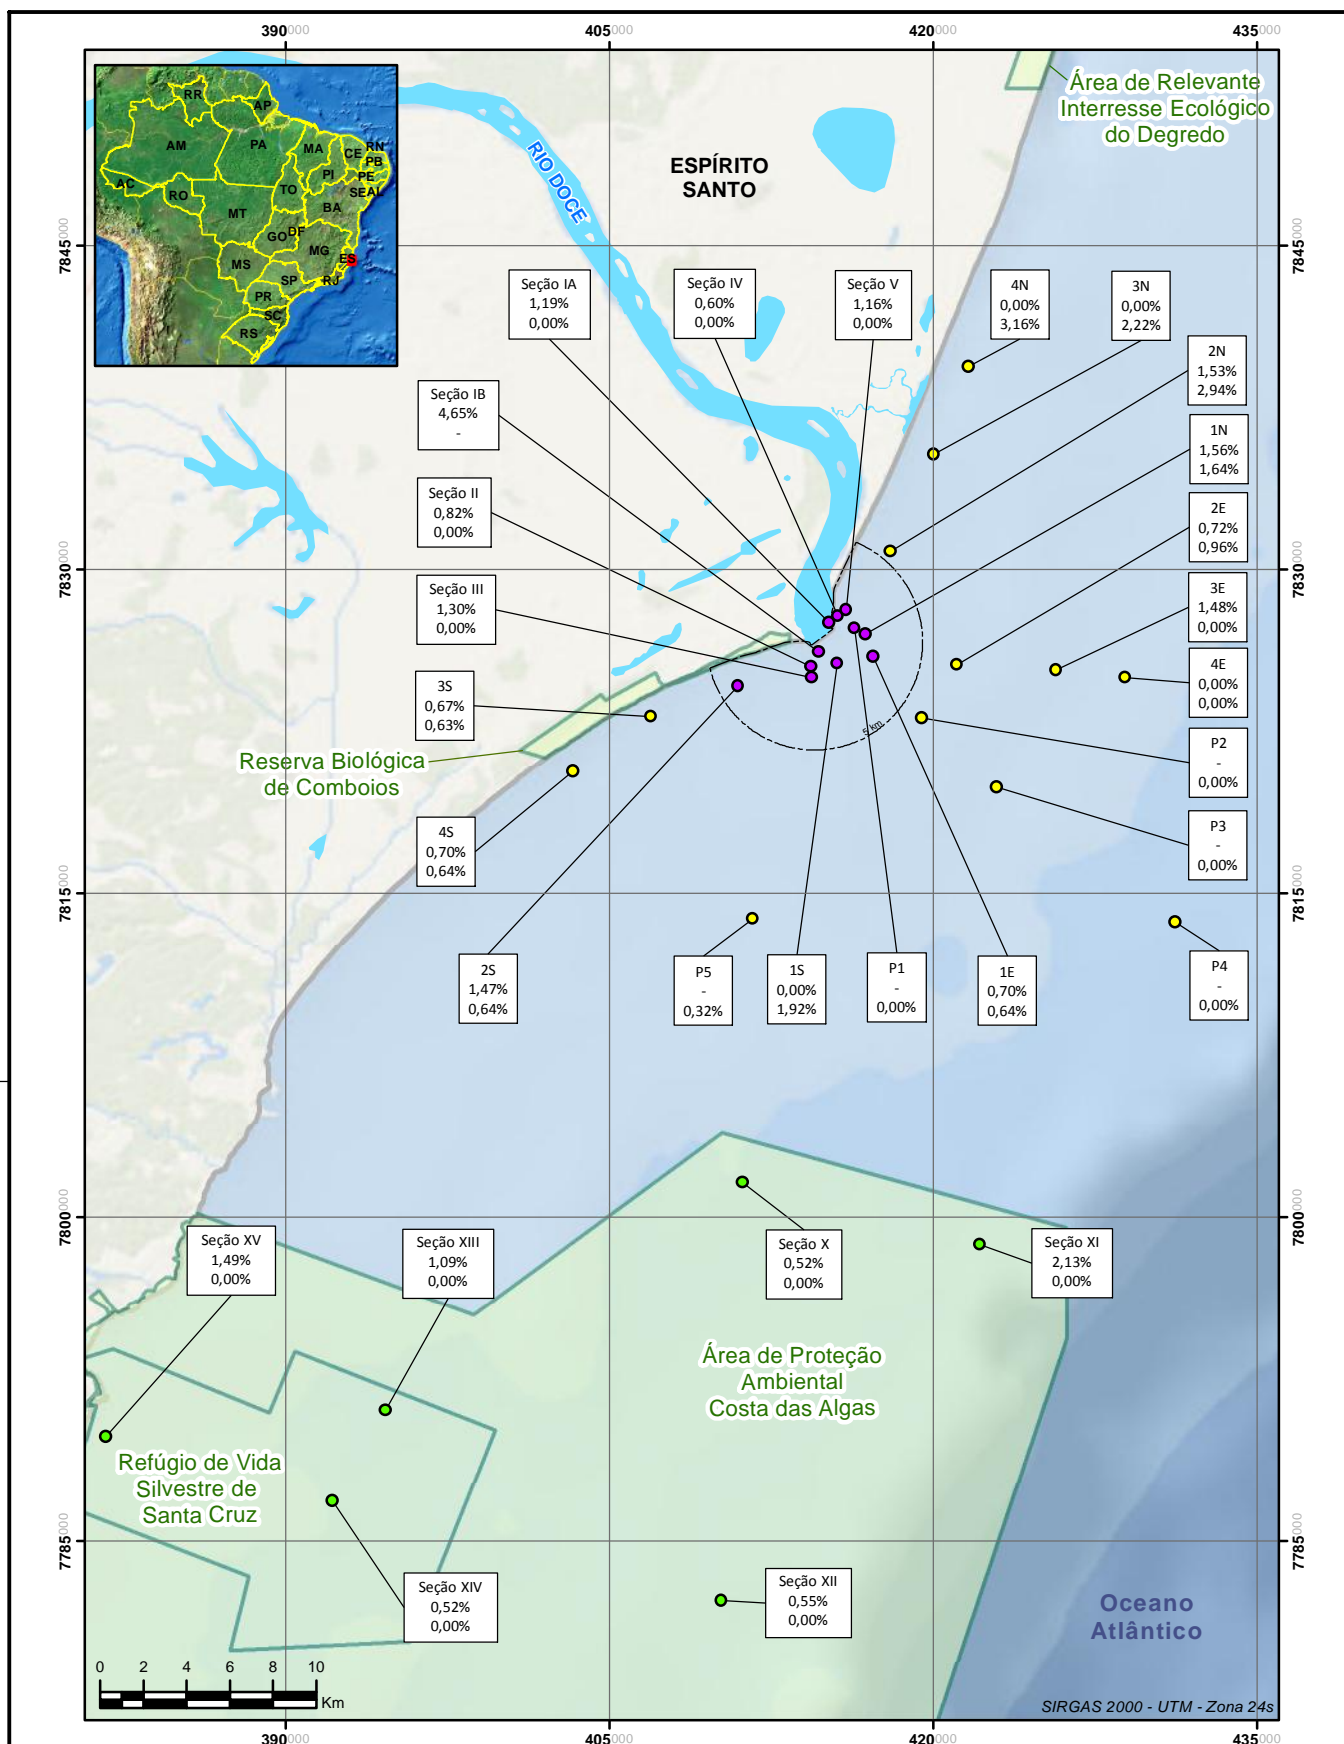 390000
405000
420000
435000
RR
AP
AM
PA
MA
CE
RN
PB
PE
PI
AC
RO
TO
SE
AL
BA
MT
GO
DF
MG
ES
MS
SP
RJ
PR
SC
RS
RIO DOCE
ESPÍRITO
SANTO
Área de Relevante
Interresse Ecológico
do Degredo
7845000
7845000
Seção IA
1,19%
0,00%
Seção IV
0,60%
0,00%
Seção V
1,16%
0,00%
4N
0,00%
3,16%
3N
0,00%
2,22%
2N
1,53%
2,94%
Seção IB
4,65%
-
1N
1,56%
1,64%
Seção II
0,82%
0,00%
2E
0,72%
0,96%
7830000
7830000
Seção III
1,30%
0,00%
3E
1,48%
0,00%
4E
0,00%
0,00%
3S
0,67%
0,63%
5 km
P2
-
0,00%
Reserva Biológica
de Comboios
4S
0,70%
0,64%
P3
-
0,00%
7815000
7815000
2S
1,47%
0,64%
P5
-
0,32%
1S
0,00%
1,92%
P1
-
0,00%
1E
0,70%
0,64%
P4
-
0,00%
7800000
7800000
Seção XV
1,49%
0,00%
Seção XIII
1,09%
0,00%
Seção X
0,52%
0,00%
Seção XI
2,13%
0,00%
Área de Proteção
Ambiental
Costa das Algas
Refúgio de Vida
Silvestre de
Santa Cruz
7785000
7785000
Seção XIV
0,52%
0,00%
Seção XII
0,55%
0,00%
Oceano
Atlântico
0 2 4 6 8 10
Km
SIRGAS 2000 - UTM - Zona 24s
390000
405000
420000
435000